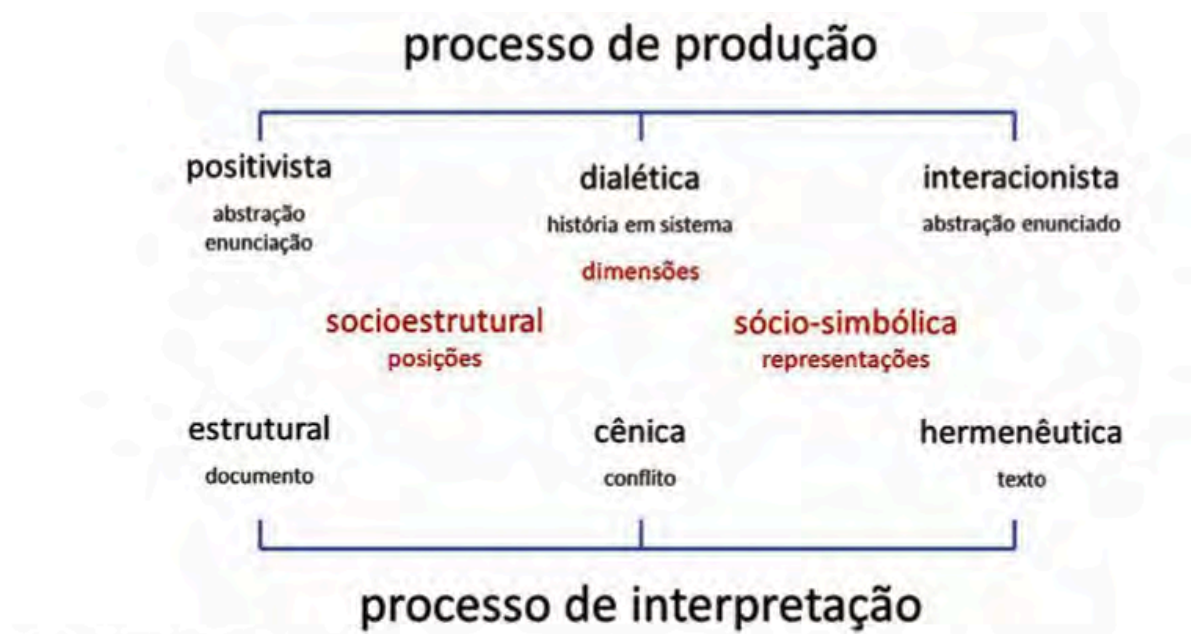 processo de produção
positivista
dialética
interacionista
abstração
enunciação
história em sistema
abstração enunciado
dimensões
socioestrutural
sócio-simbólica
posições
representações
estrutural
cênica
hermenêutica
documento
conflito
texto
processo de interpretação